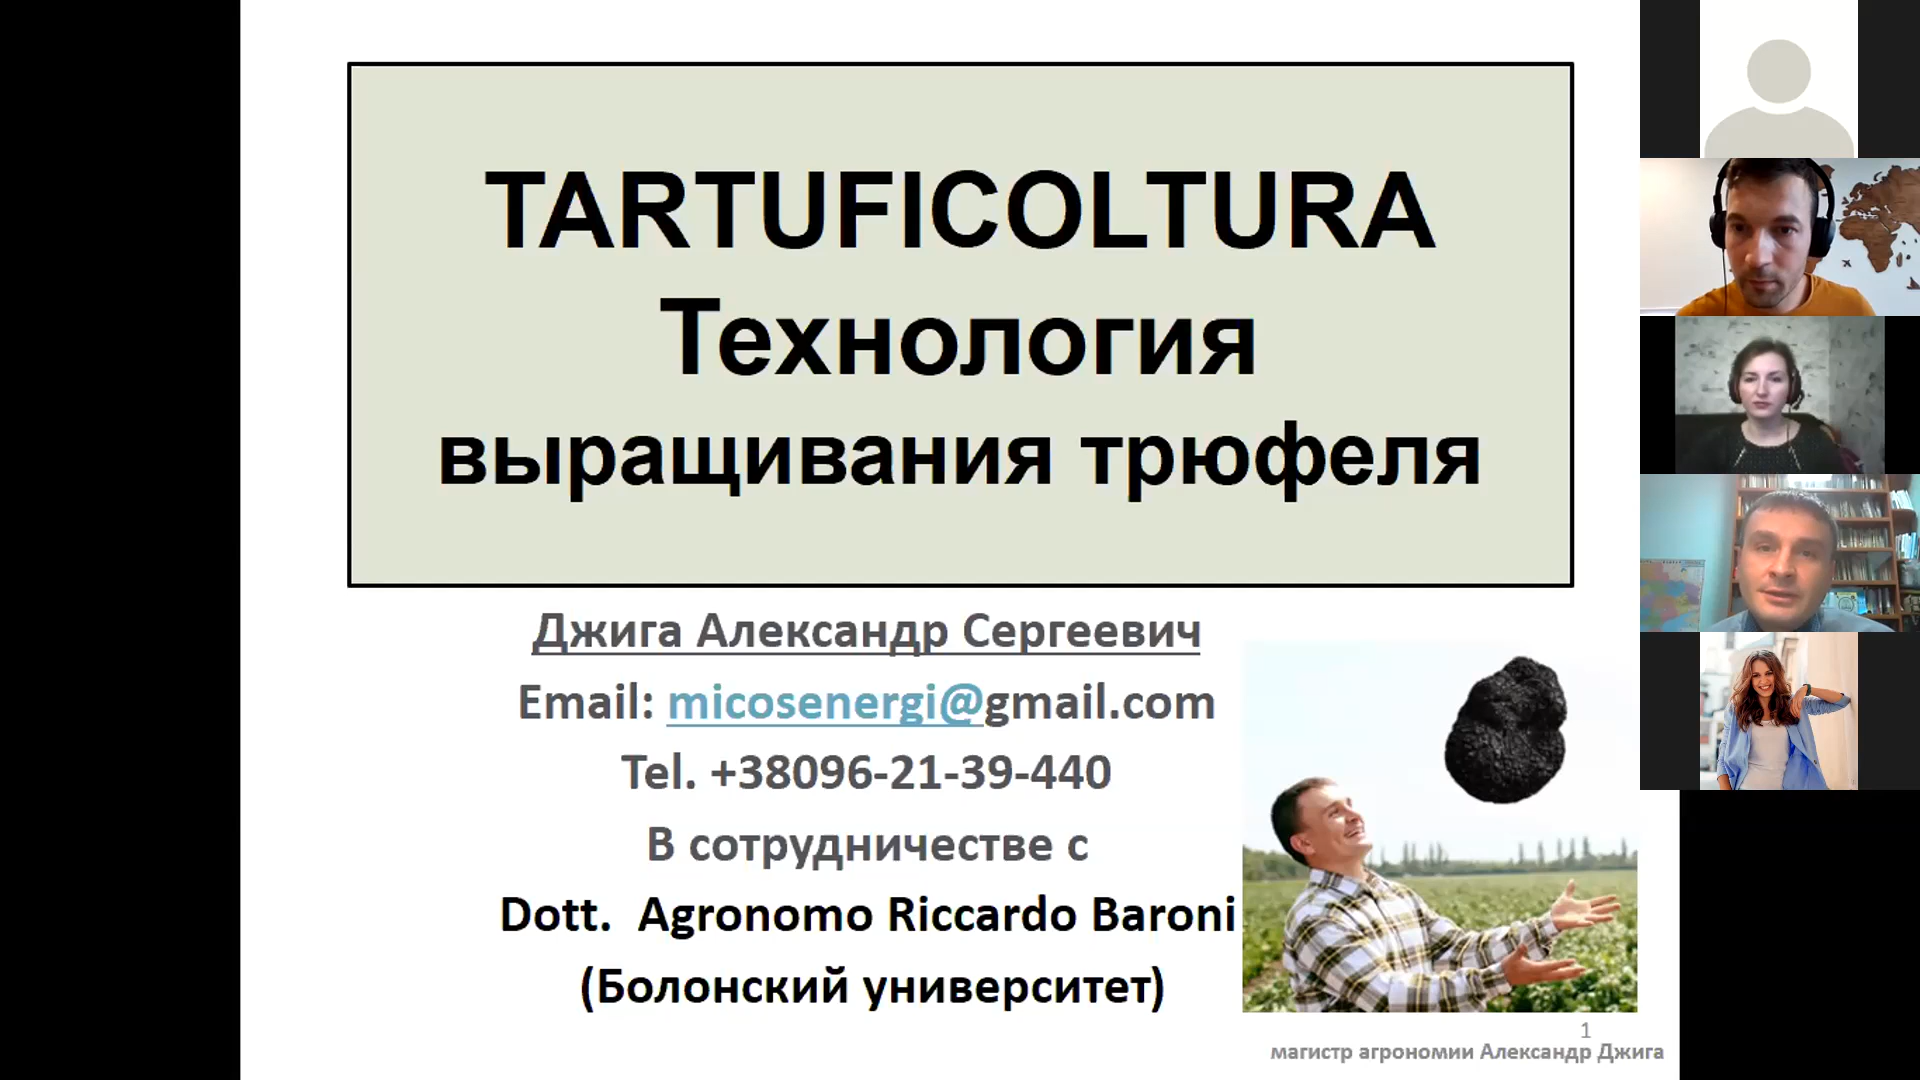 TARTUFICOLTURA
Технология
выращивания трюфеля
Джига Александр Сергеевич
Email: micosenergi@gmail.com
Tel. +38096-21-39-440
В сотрудничестве с
Dott. Agronomo Riccardo Baroni
(Болонский университет)
1
магистр агрономии Александр Джига